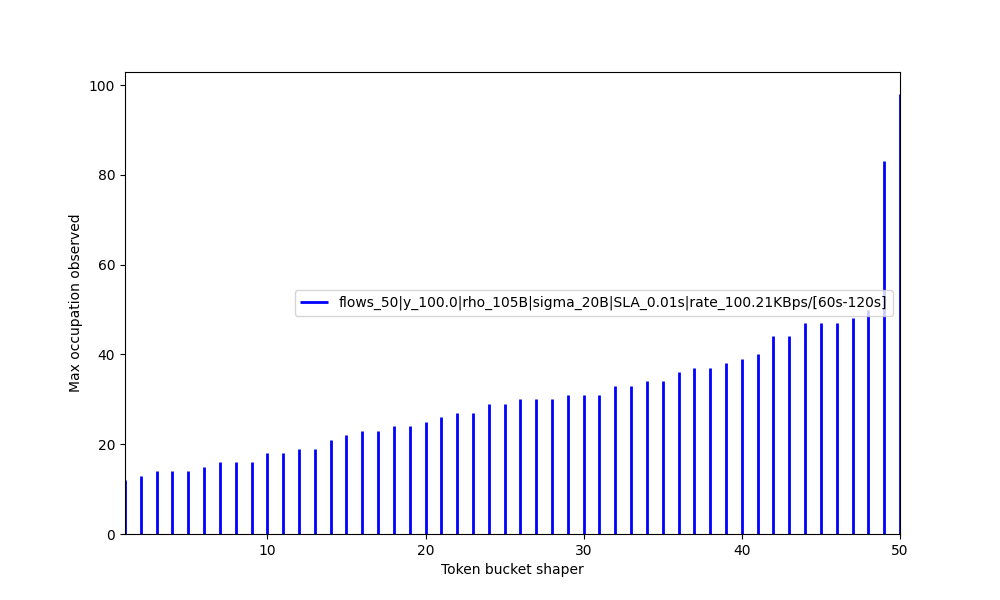 100
80
60
40
20
0
Max occupation observed
flows_50|y_100.0|rho_105B|sigma_20B|SLA_0.01s|rate_100.21KBps/[60s-120s]
10 20 30 40 50
Token bucket shaper